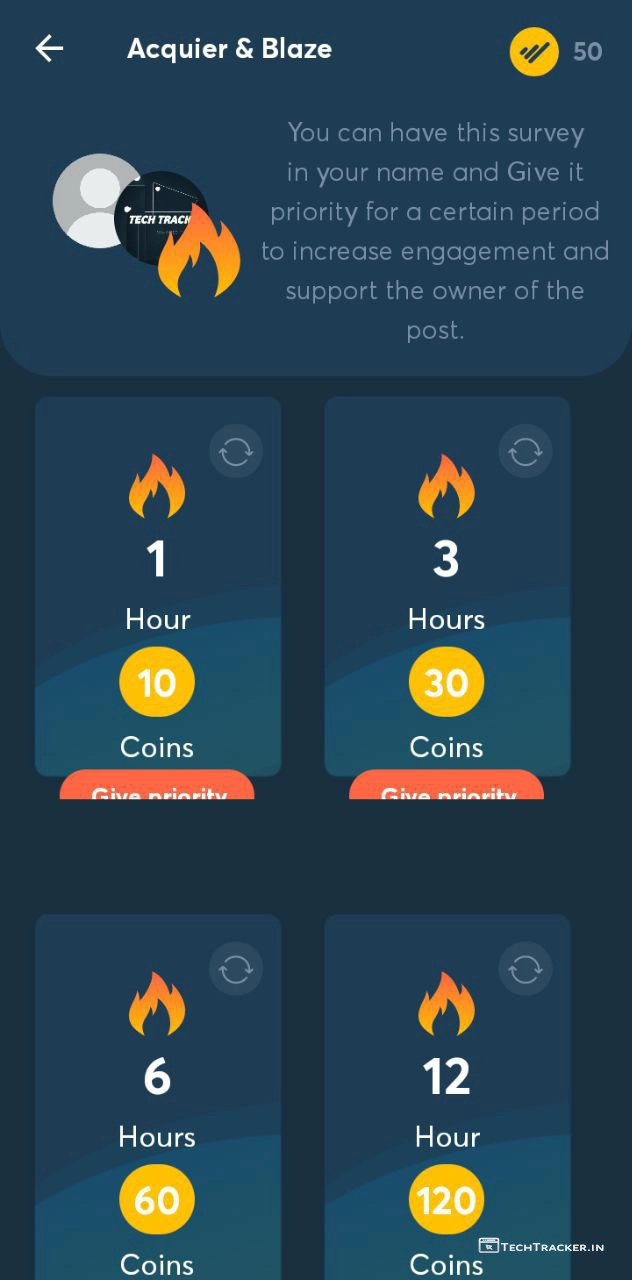 Acquier & Blaze
50
You can have this survey
in your name and Give it
priority for a certain period
to increase engagement and
support the owner of the
post.
TECH TRACK
1
Hour
10
Coins
Give priority
3
Hours
30
Coins
Give priority
6
Hours
60
Coins
12
Hour
120
Coins
TECHTRACKER.IN